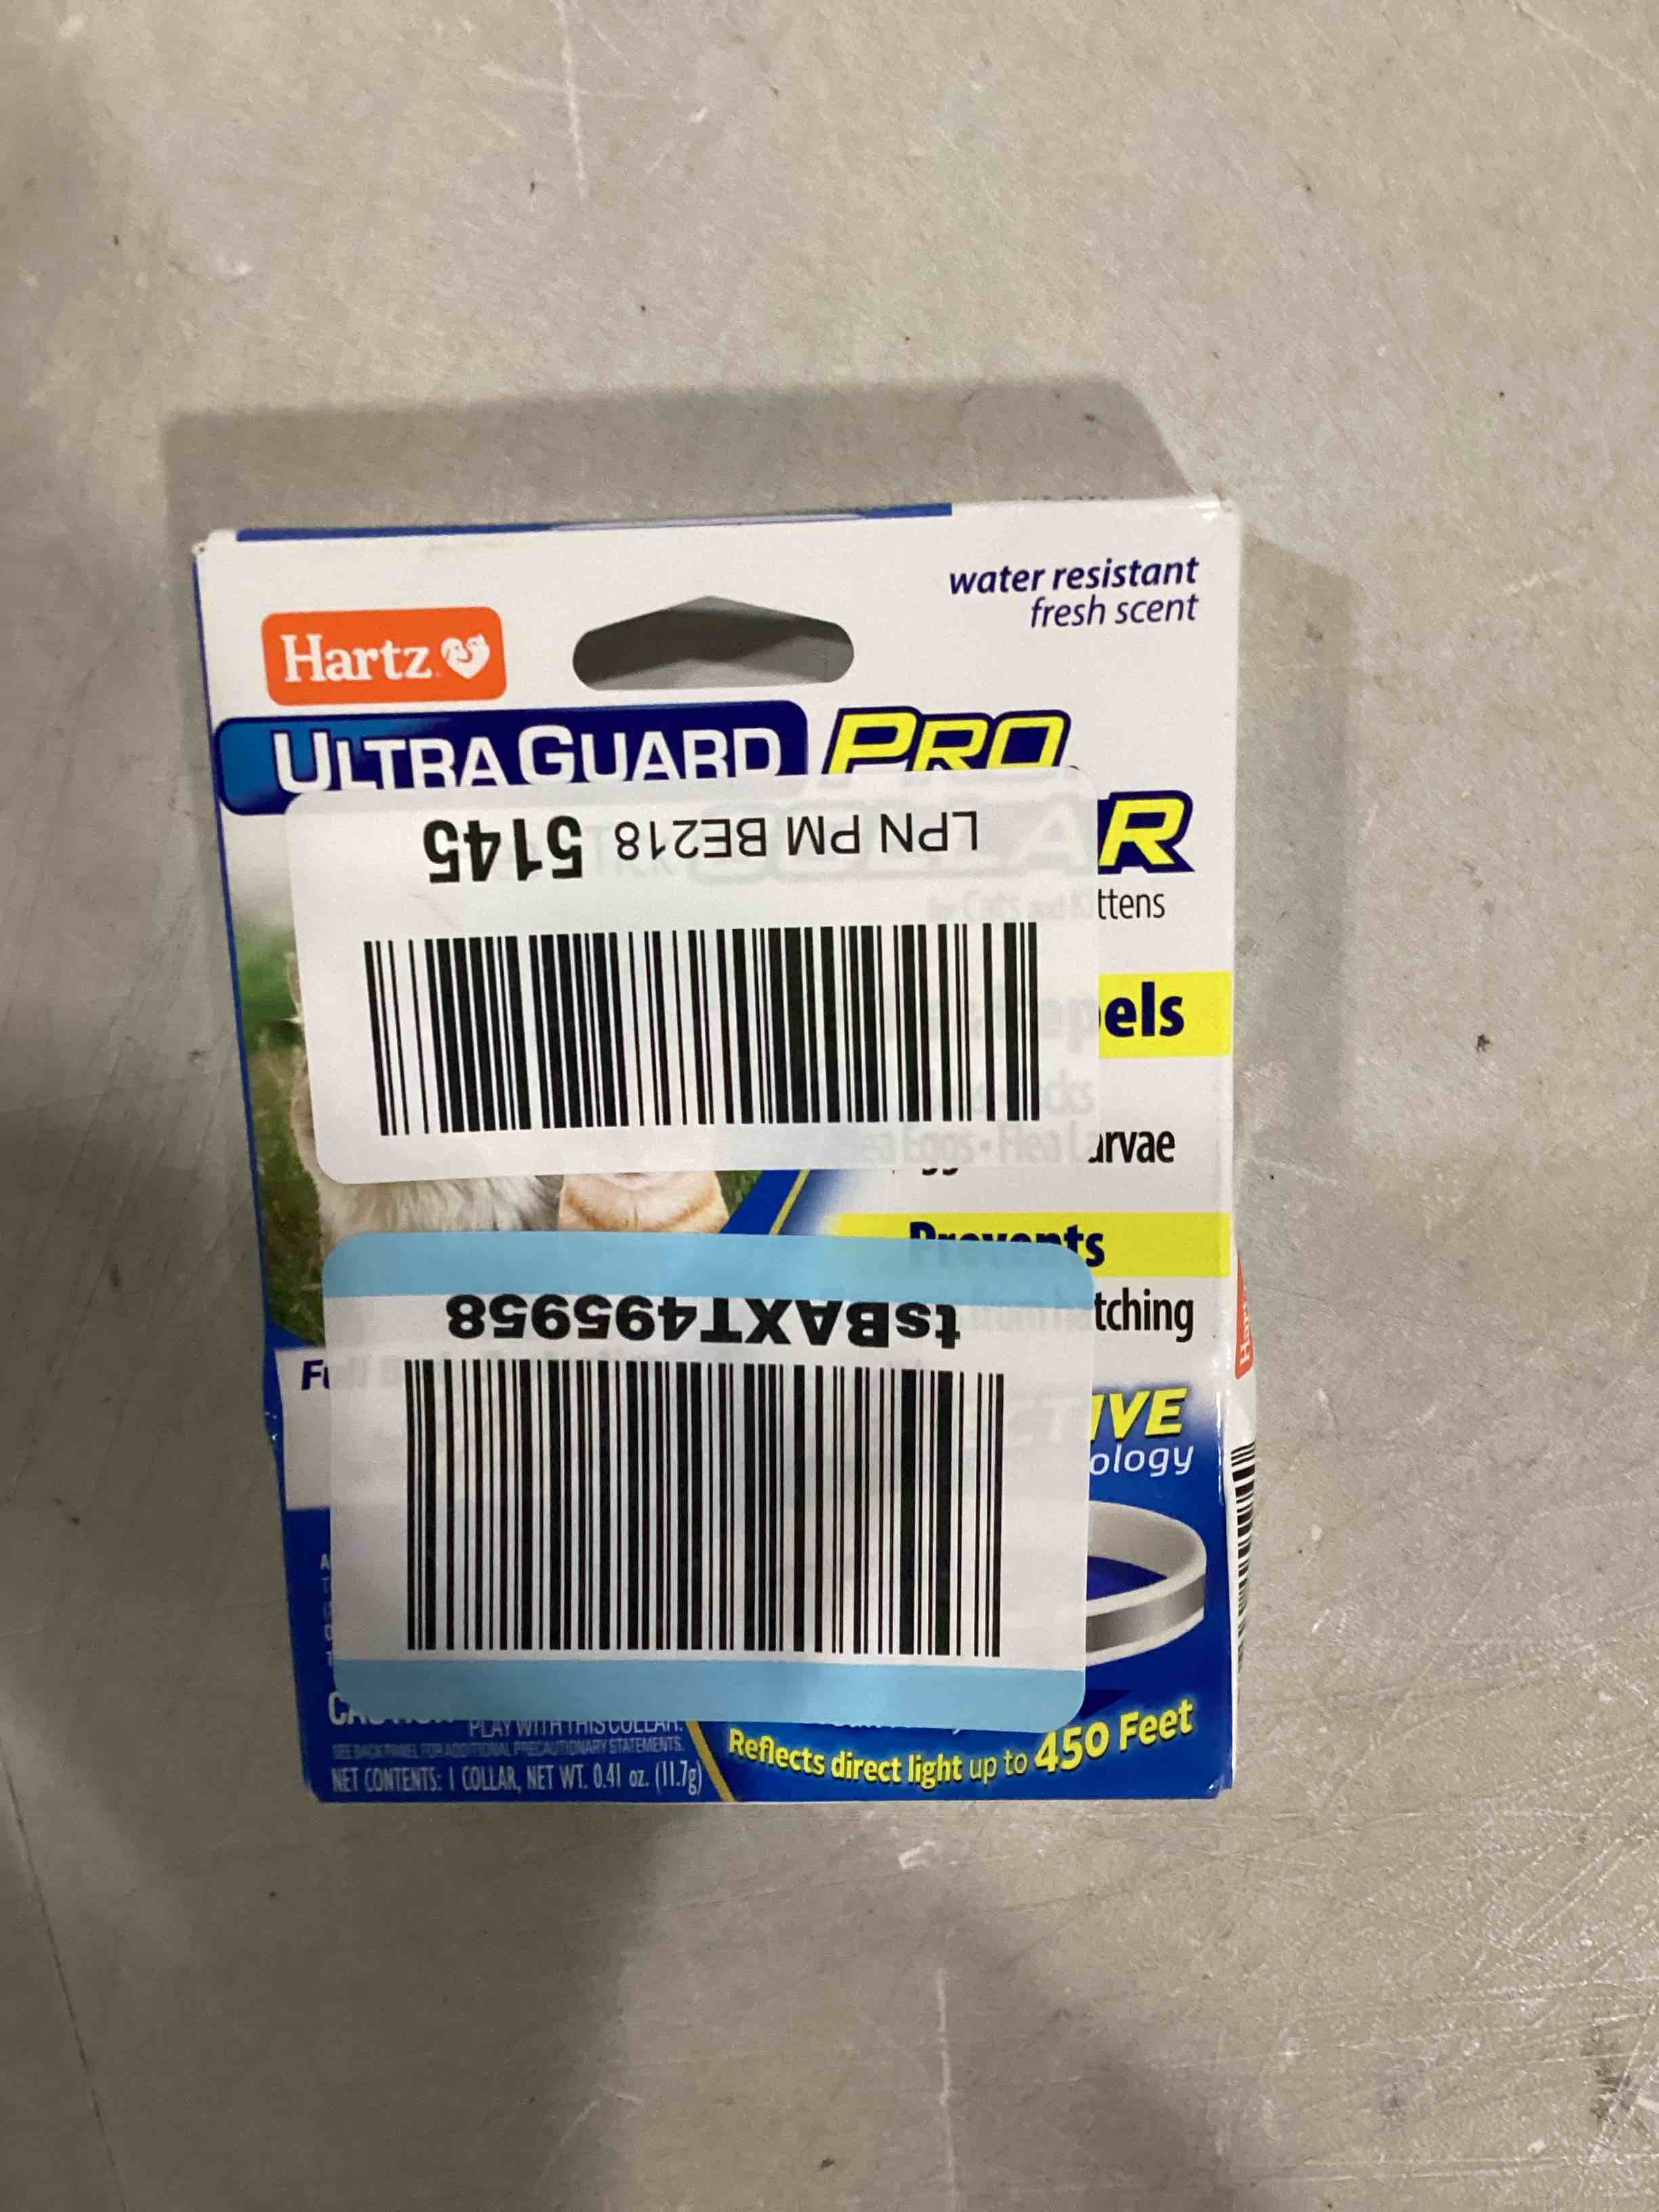 water resistant
fresh scent
Hartz
ULTRA GUARD PRO
LPN PM BE218 5145
R
ttens
els
arvae
Prevents
tsBAXT495958
tching
IVE
ology
PLAY WITH THIS COLLAR.
SEE BACK PANEL FOR ADDITIONAL PRECAUTIONARY STATEMENTS.
NET CONTENTS: 1 COLLAR, NET WT. 0.41 oz. (11.7g)
Reflects direct light up to 450 Feet